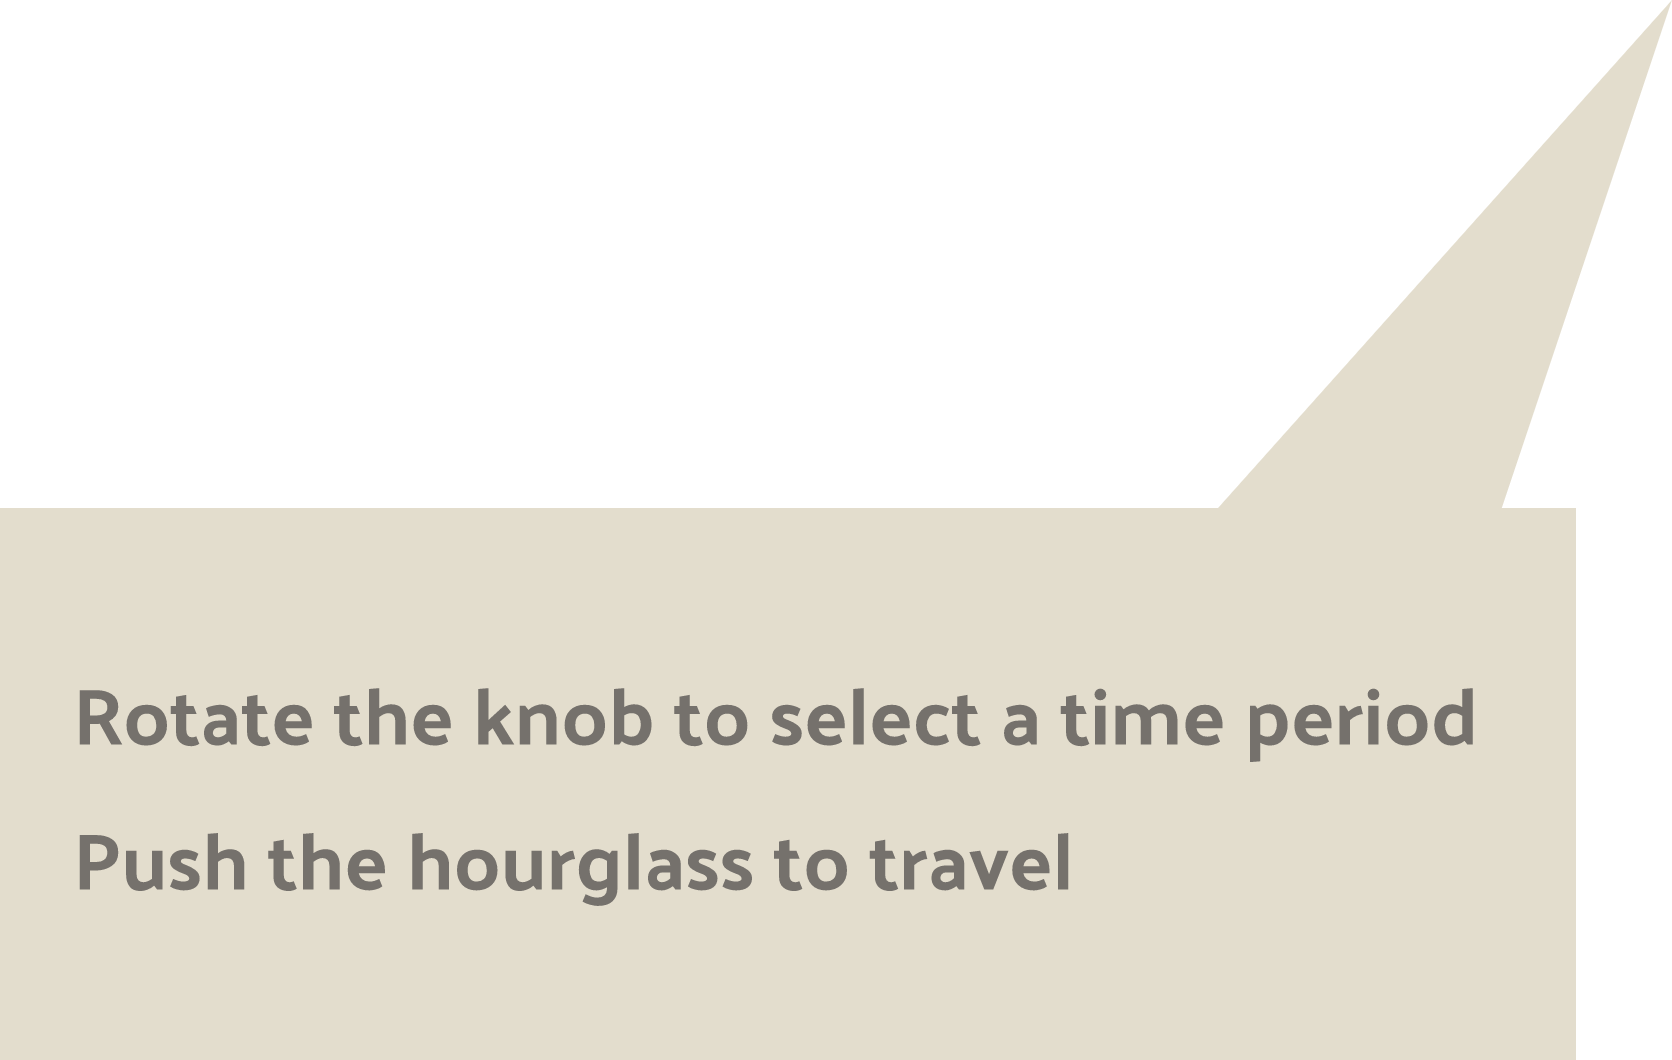 Rotate the knob to select a time period
Push the hourglass to travel